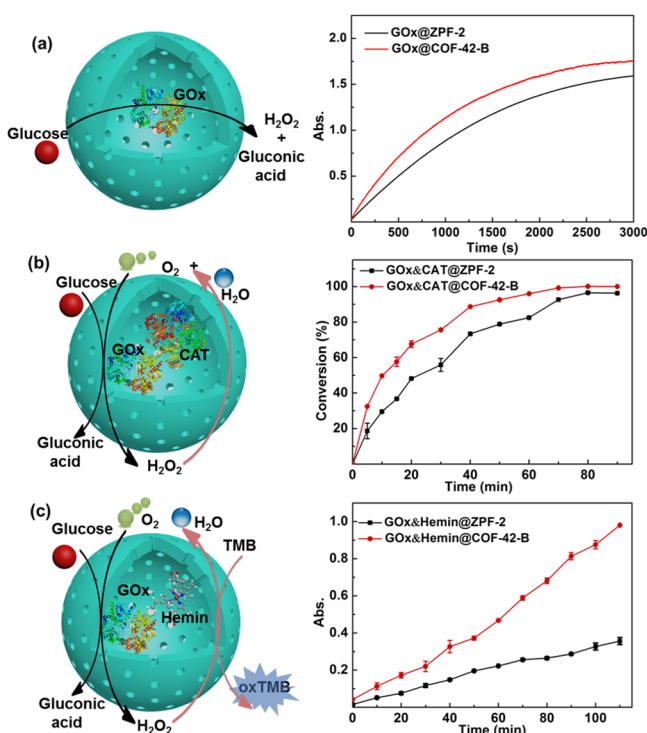 (a)
GOx
Glucose
H₂O₂
+
Gluconic
acid
GOx@ZPF-2
GOx@COF-42-B
2.0
1.5
1.0
0.5
Abs.
0 500 1000 1500 2000 2500 3000
Time (s)
(b)
O₂ +
Glucose
H₂O
GOx
CAT
Gluconic
acid
H₂O₂
GOx&CAT@ZPF-2
GOx&CAT@COF-42-B
100
80
60
40
20
Conversion (%)
0 20 40 60 80
Time (min)
(c)
O₂
H₂O
Glucose
TMB
GOx
Hemin
oxTMB
Gluconic
acid
H₂O₂
GOx&Hemin@ZPF-2
GOx&Hemin@COF-42-B
1.0
0.8
0.6
0.4
0.2
Abs.
0 20 40 60 80 100
Time (min)